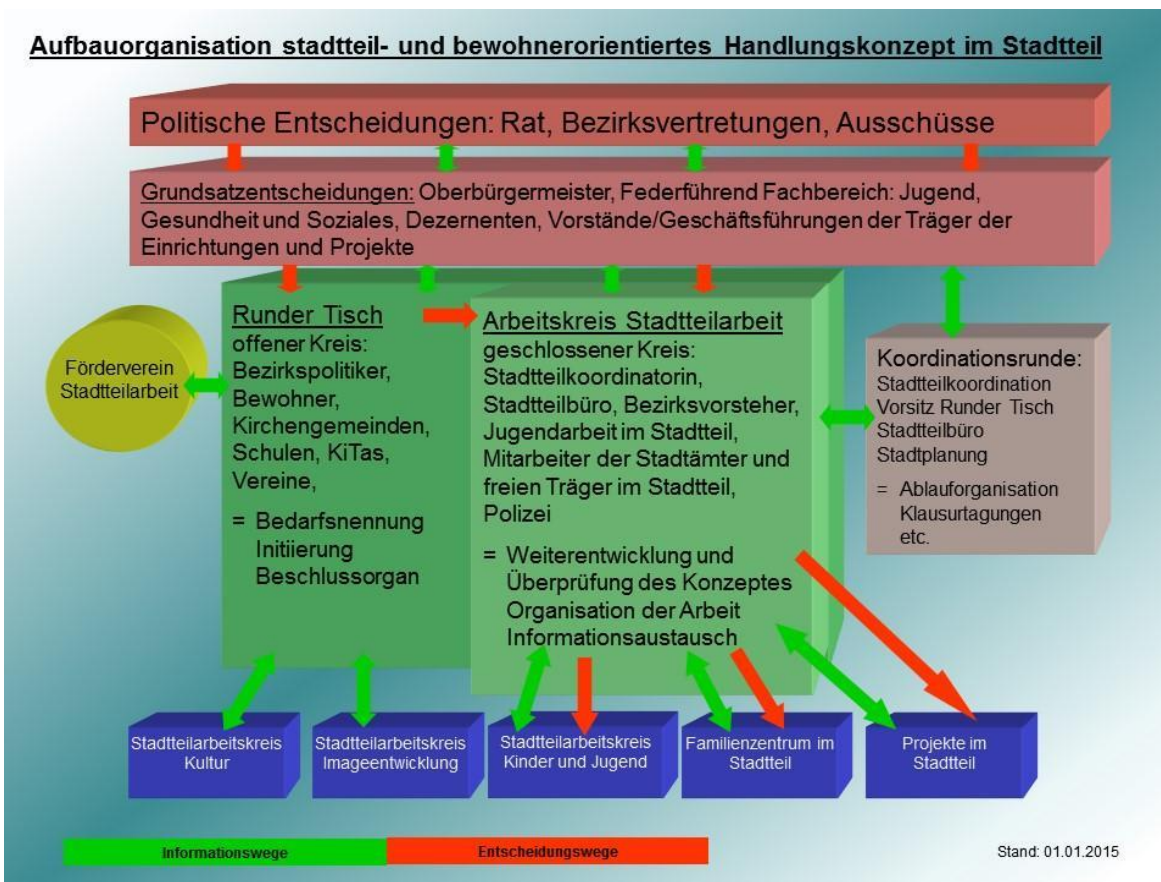 Aufbauorganisation stadtteil- und bewohnerorientiertes Handlungskonzept im Stadtteil
Politische Entscheidungen: Rat, Bezirksvertretungen, Ausschüsse
Grundsatzentscheidungen: Oberbürgermeister, Federführend Fachbereich: Jugend,
Gesundheit und Soziales, Dezernenten, Vorstände/Geschäftsführungen der Träger der
Einrichtungen und Projekte
Förderverein
Stadtteilarbeit
Runder Tisch
offener Kreis:
Bezirkspolitiker,
Bewohner,
Kirchengemeinden,
Schulen, KiTas,
Vereine,
= Bedarfsnennung
Initiierung
Beschlussorgan
Arbeitskreis Stadtteilarbeit
geschlossener Kreis:
Stadtteilkoordinatorin,
Stadtteilbüro, Bezirksvorsteher,
Jugendarbeit im Stadtteil,
Mitarbeiter der Stadtämter und
freien Träger im Stadtteil,
Polizei
= Weiterentwicklung und
Überprüfung des Konzeptes
Organisation der Arbeit
Informationsaustausch
Koordinationsrunde:
Stadtteilkoordination
Vorsitz Runder Tisch
Stadtteilbüro
Stadtplanung
= Ablauforganisation
Klausurtagungen
etc.
Stadtteilarbeitskreis
Kultur
Stadtteilarbeitskreis
Imageentwicklung
Stadtteilarbeitskreis
Kinder und Jugend
Familienzentrum im
Stadtteil
Projekte im
Stadtteil
Informationswege
Entscheidungswege
Stand: 01.01.2015